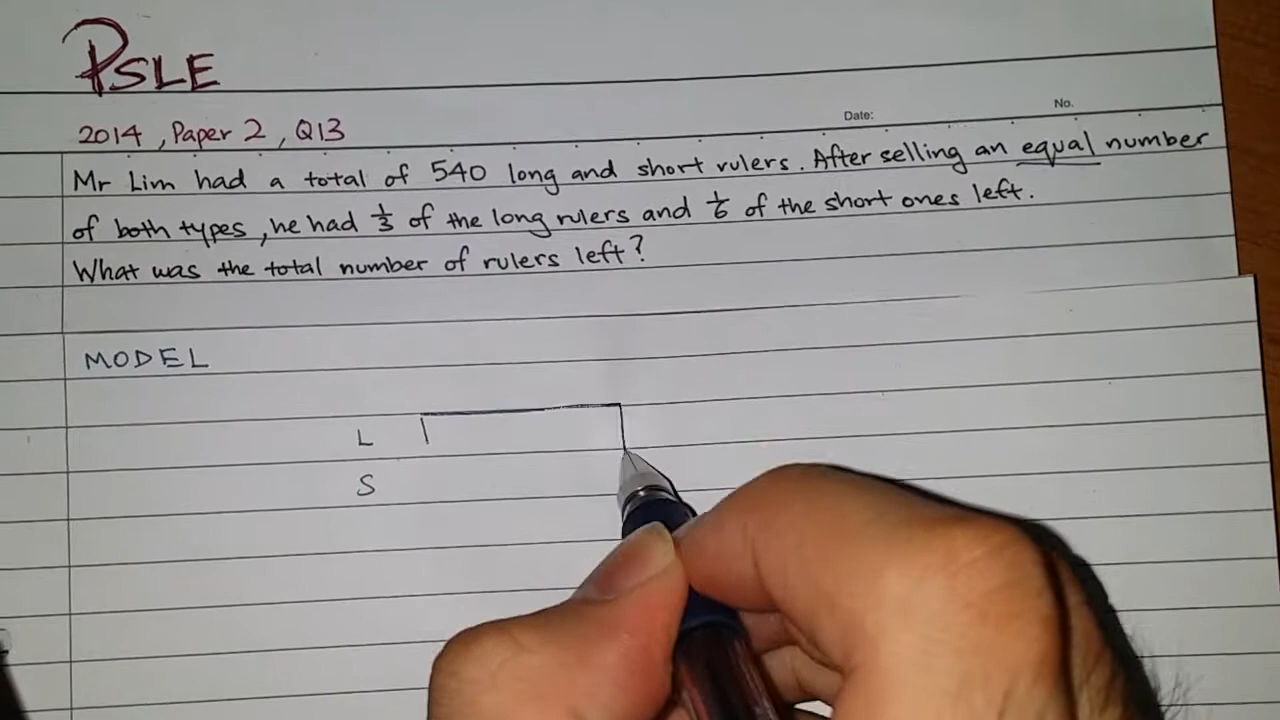 PSLE
2014, Paper 2, Q13
Date:
No.
Mr Lim had a total of 540 long and short rulers. After selling an equal number
of both types, he had 1/3 of the long rulers and 1/6 of the short ones left.
What was the total number of rulers left?
MODEL
L
S